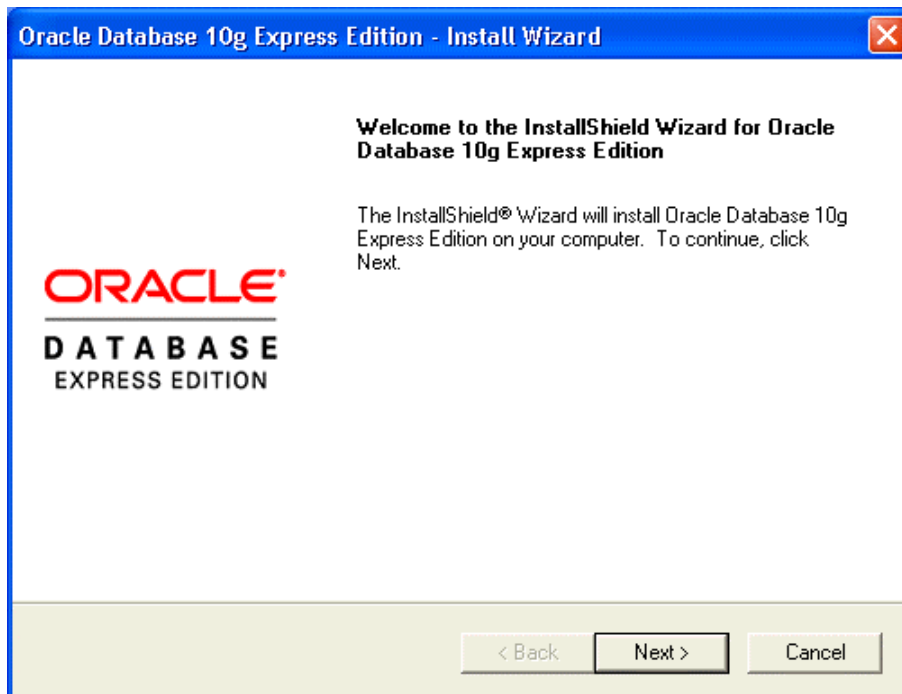 Oracle Database 10g Express Edition - Install Wizard
Welcome to the InstallShield Wizard for Oracle
Database 10g Express Edition
The InstallShield® Wizard will install Oracle Database 10g
Express Edition on your computer. To continue, click
Next.
ORACLE
DATABASE
EXPRESS EDITION
< Back
Next >
Cancel